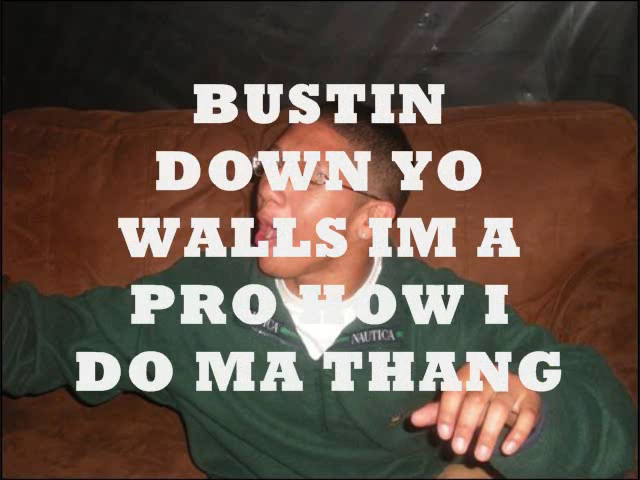 BUSTIN
DOWN YO
WALLS IM A
PRO HOW I
DO MA THANG
NAUTICA